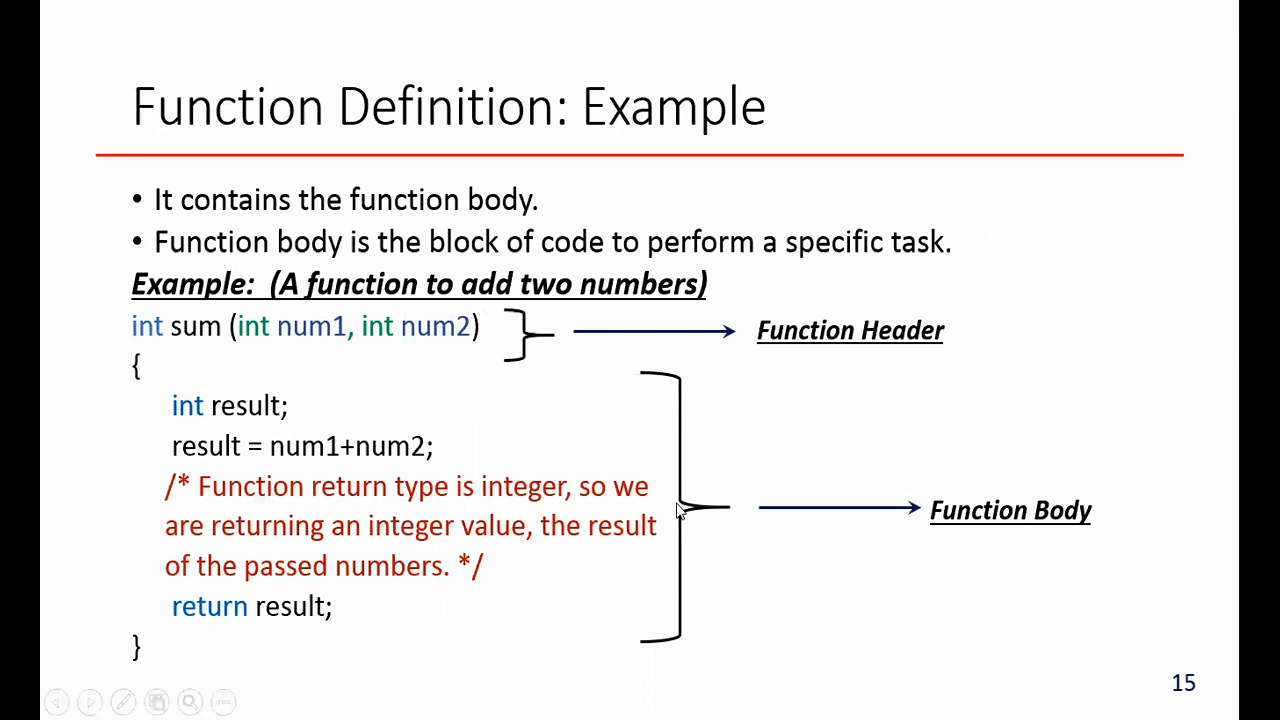 Function Definition: Example
• It contains the function body.
• Function body is the block of code to perform a specific task.
Example: (A function to add two numbers)
int sum (int num1, int num2)
Function Header
{
int result;
result = num1+num2;
/* Function return type is integer, so we
are returning an integer value, the result
of the passed numbers. */
Function Body
return result;
}
15